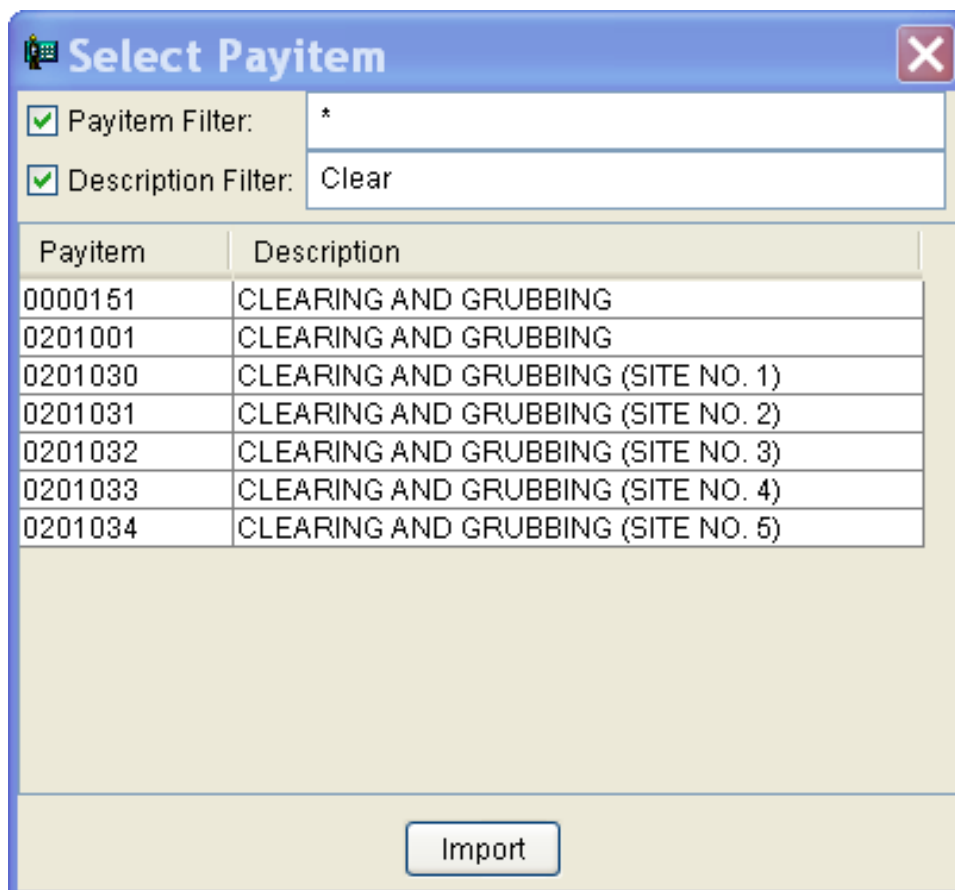 Select Payitem
Payitem Filter: *
Description Filter: Clear
Payitem Description
0000151 CLEARING AND GRUBBING
0201001 CLEARING AND GRUBBING
0201030 CLEARING AND GRUBBING (SITE NO. 1)
0201031 CLEARING AND GRUBBING (SITE NO. 2)
0201032 CLEARING AND GRUBBING (SITE NO. 3)
0201033 CLEARING AND GRUBBING (SITE NO. 4)
0201034 CLEARING AND GRUBBING (SITE NO. 5)
Import